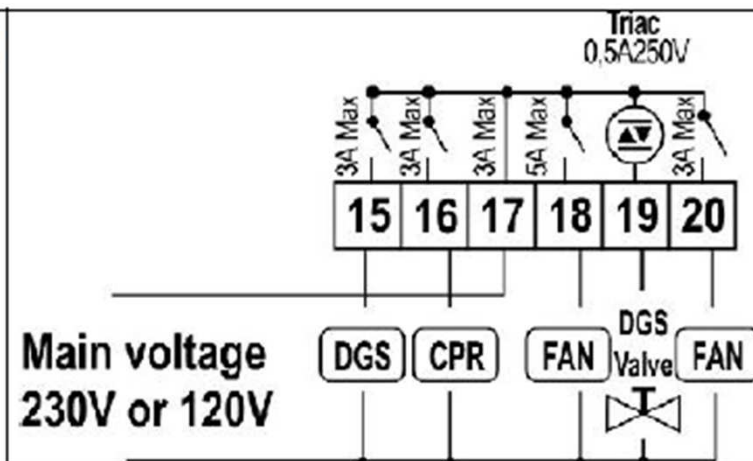 Triac
0,5A250V
3A Max
3A Max
3A Max
5A Max
3A Max
15 16 17 18 19 20
Main voltage
230V or 120V
DGS
CPR
FAN
DGS
Valve
FAN